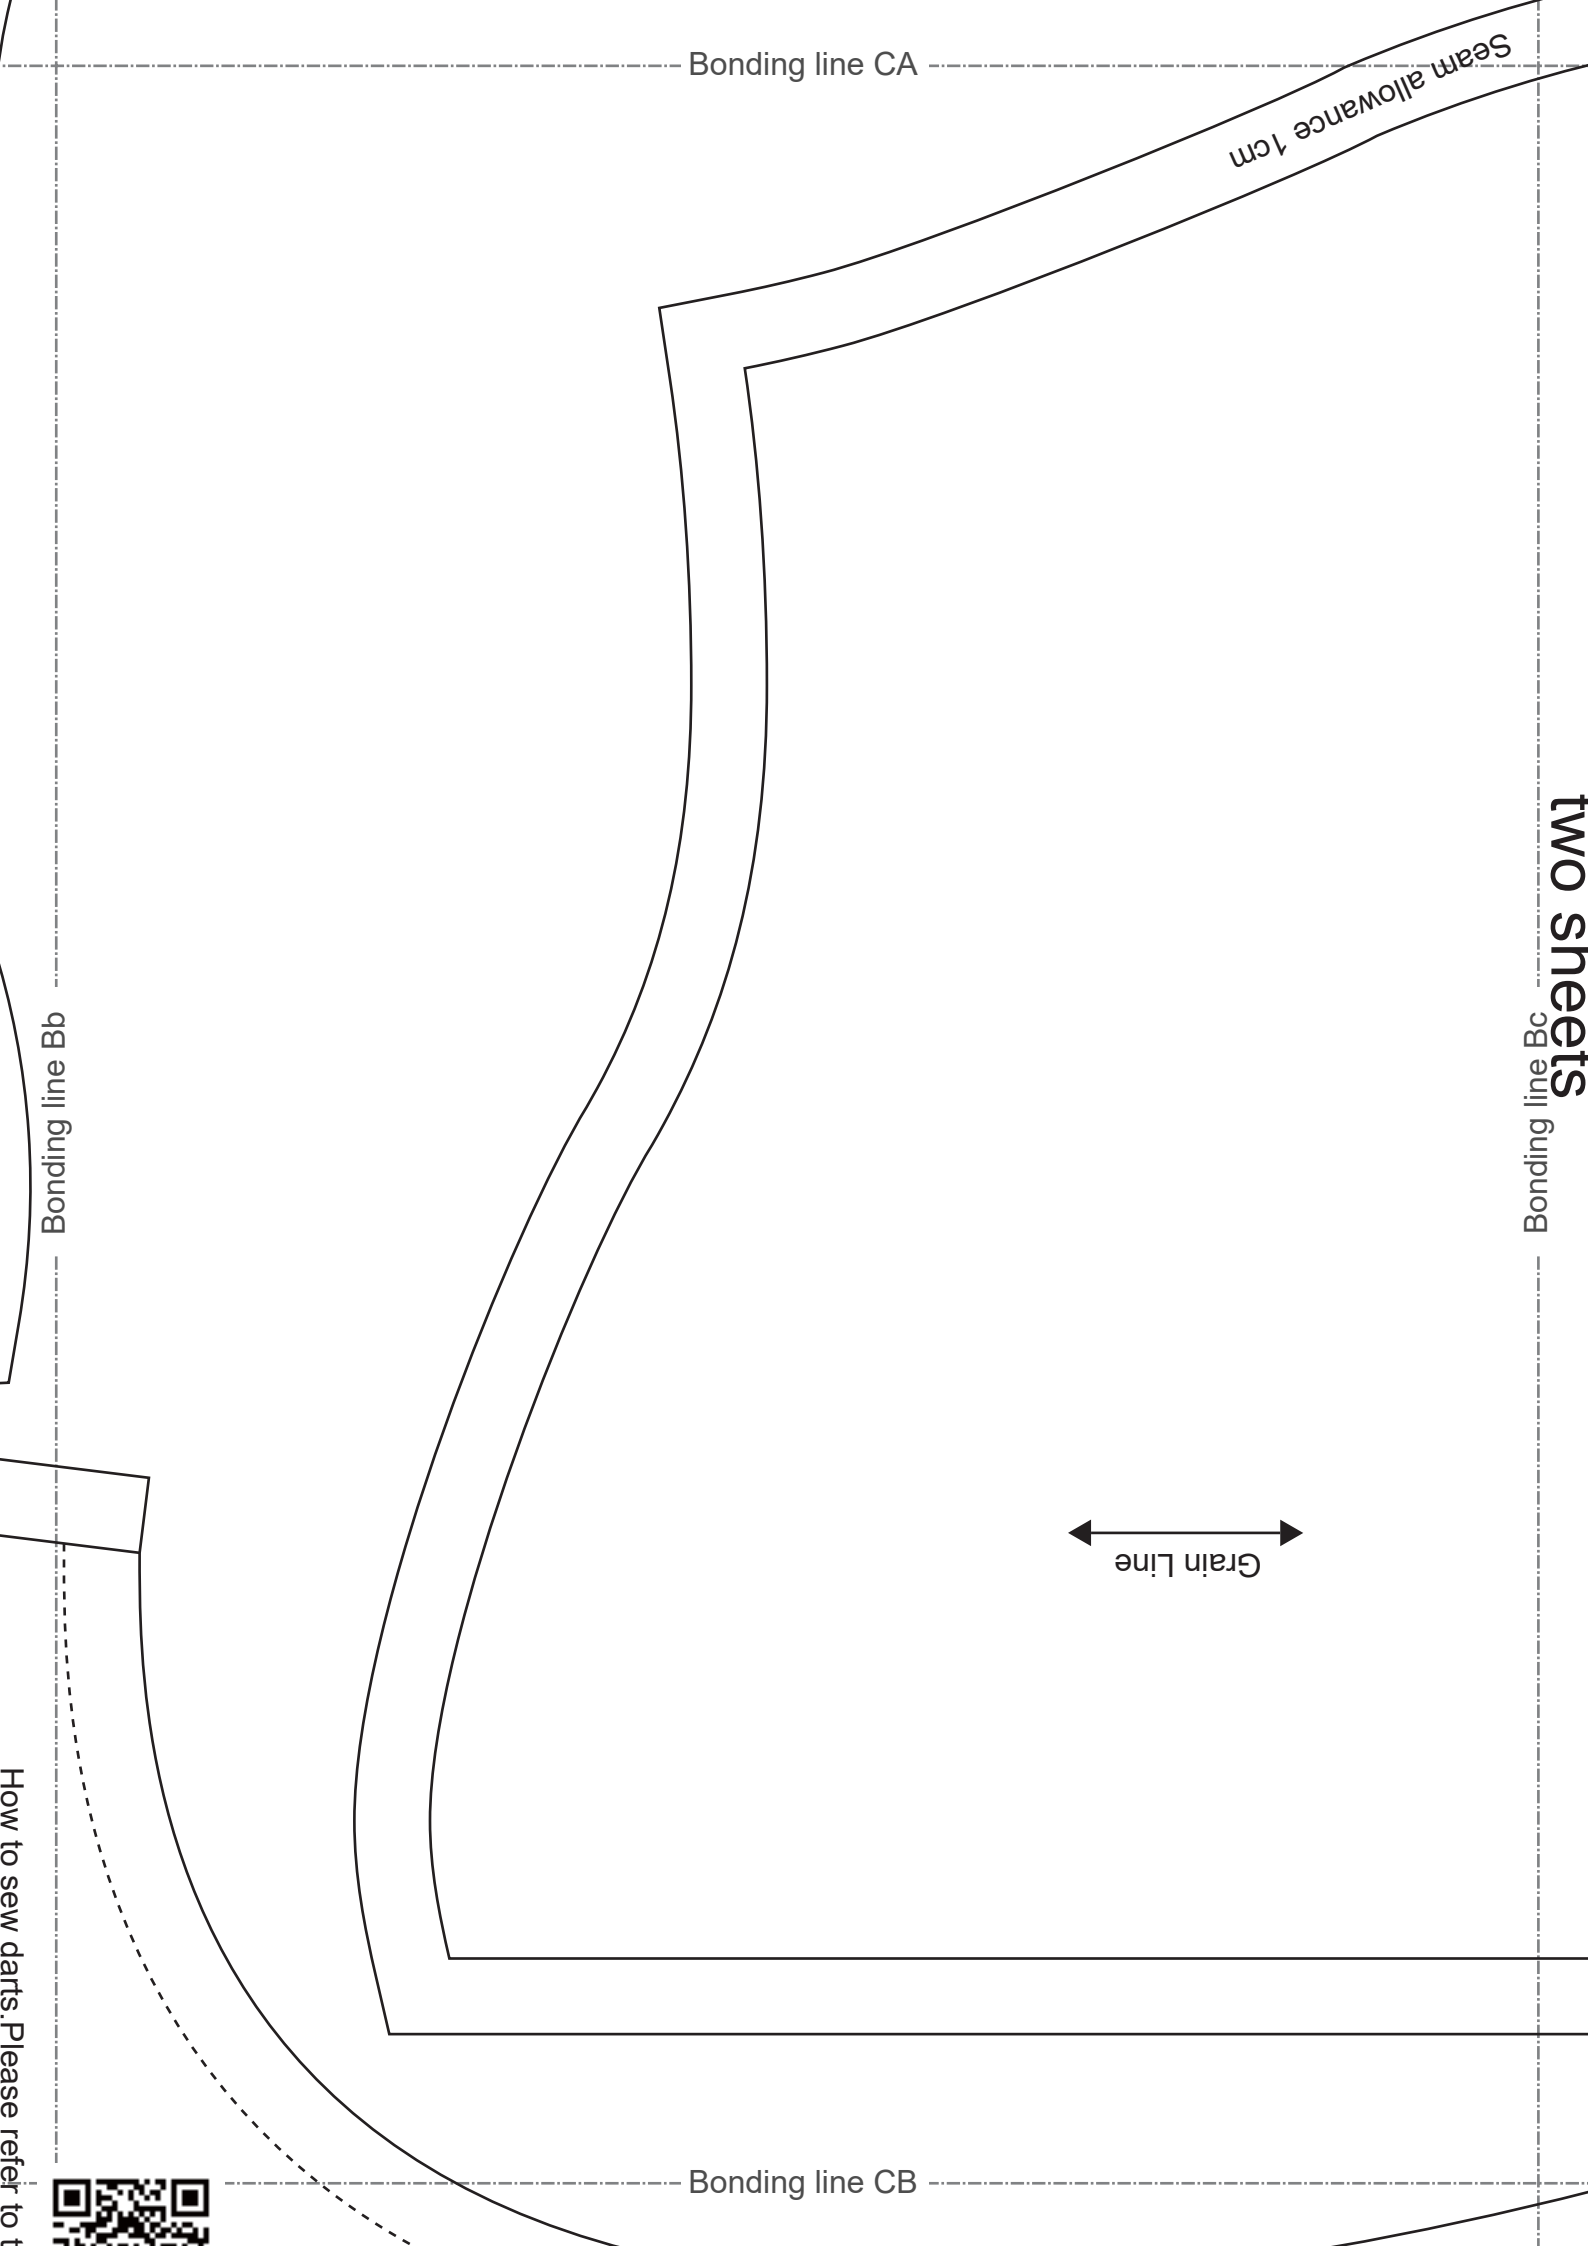 Bonding line CA
Seam allowance 1cm
two sheets
Bonding line Bb
Bonding line Bc
Grain Line
How to sew darts.Please refer to t
Bonding line CB